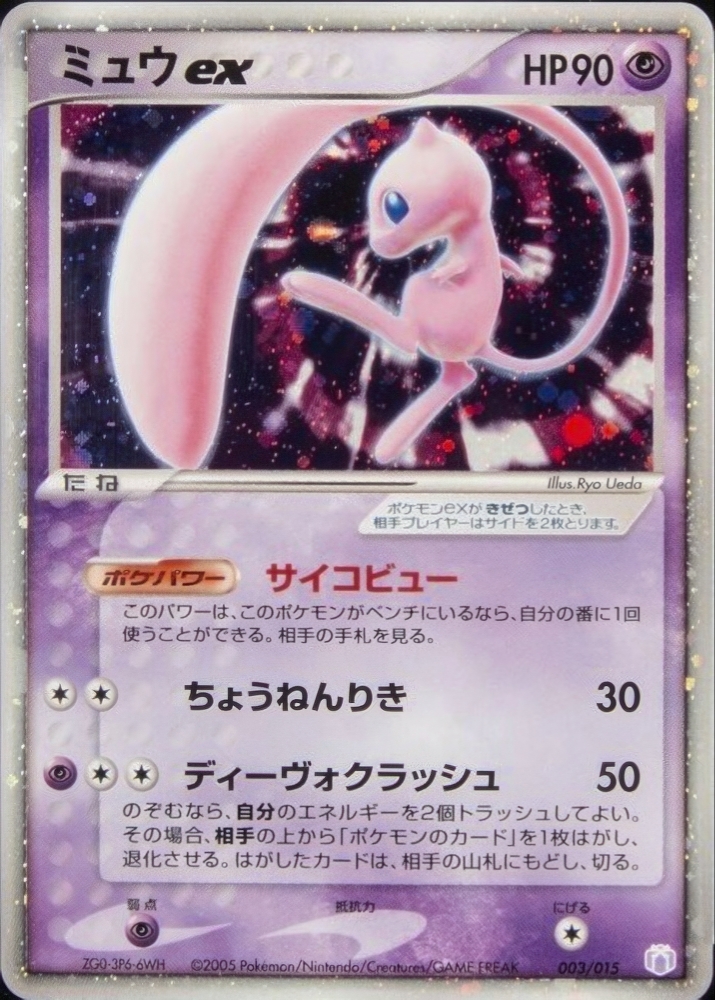 ミュウex HP90
たね Illus.Ryo Ueda
ポケモンexが きぜつしたとき、
相手プレイヤーはサイドを2枚とります。
ポケパワー サイコビュー
このパワーは、このポケモンがベンチにいるなら、自分の番に1回
使うことができる。相手の手札を見る。
ちょうねんりき 30
ディーヴォクラッシュ 50
のぞむなら、自分のエネルギーを2個トラッシュしてよい。
その場合、相手の上から「ポケモンのカード」を1枚はがし、
退化させる。はがしたカードは、相手の山札にもどし、切る。
弱点 抵抗力 にげる
ZG0-3P6-6WH ©2005 Pokémon/Nintendo/Creatures/GAME FREAK 003/015